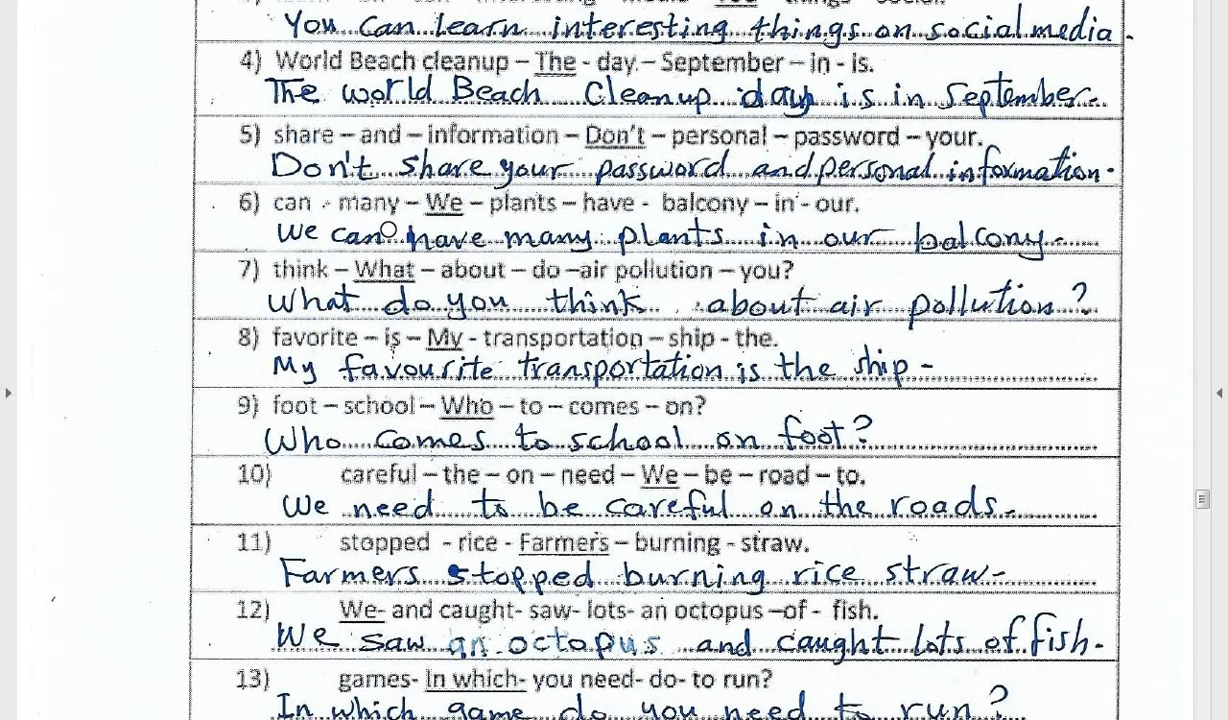 You can learn interesting things on social media.
4) World Beach cleanup – The - day – September – in - is.
The world Beach Cleanup day is in September.
5) share – and – information – Don't – personal – password – your.
Don't share your password and personal information.
6) can - many – We – plants – have - balcony – in - our.
We can have many plants in our balcony.
7) think – What – about – do –air pollution – you?
What do you think about air pollution?
8) favorite – is – My - transportation – ship - the.
My favourite transportation is the ship.
9) foot – school – Who – to – comes – on?
Who comes to school on foot?
10) careful – the – on – need – We – be – road – to.
We need to be careful on the roads.
11) stopped - rice - Farmers – burning - straw.
Farmers stopped burning rice straw.
12) We- and caught- saw- lots- an octopus –of - fish.
We saw an octopus and caught lots of fish.
13) games- In which- you need- do- to run?
In which game do you need to run?